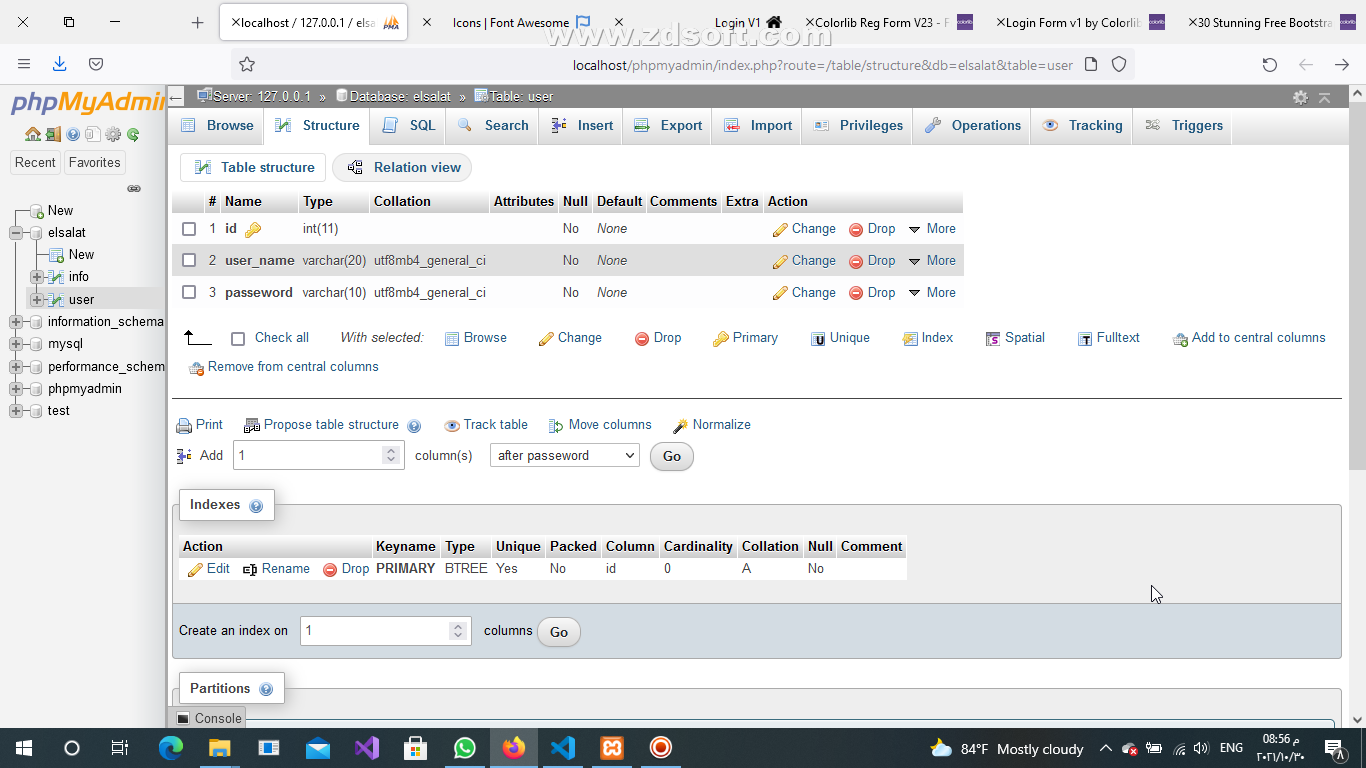 localhost / 127.0.0.1 / elsa
Icons | Font Awesome
Login V1
Colorlib Reg Form V23 - F
Login Form v1 by Colorlib
30 Stunning Free Bootstra
www.zdsoft.com
localhost/phpmyadmin/index.php?route=/table/structure&db=elsalat&table=user
phpMyAdmin
Recent Favorites
New
elsalat
New
info
user
information_schema
mysql
performance_schem
phpmyadmin
test
Server: 127.0.0.1 » Database: elsalat » Table: user
Browse Structure SQL Search Insert Export Import Privileges Operations Tracking Triggers
Table structure Relation view
# Name Type Collation Attributes Null Default Comments Extra Action
1 id int(11) No None Change Drop More
2 user_name varchar(20) utf8mb4_general_ci No None Change Drop More
3 passeword varchar(10) utf8mb4_general_ci No None Change Drop More
Check all With selected: Browse Change Drop Primary Unique Index Spatial Fulltext Add to central columns
Remove from central columns
Print Propose table structure Track table Move columns Normalize
Add 1 column(s) after passeword Go
Indexes
Action Keyname Type Unique Packed Column Cardinality Collation Null Comment
Edit Rename Drop PRIMARY BTREE Yes No id 0 A No
Create an index on 1 columns Go
Partitions
Console
84°F Mostly cloudy
ENG
08:56 م
٢٠٢١/١٠/٣٠